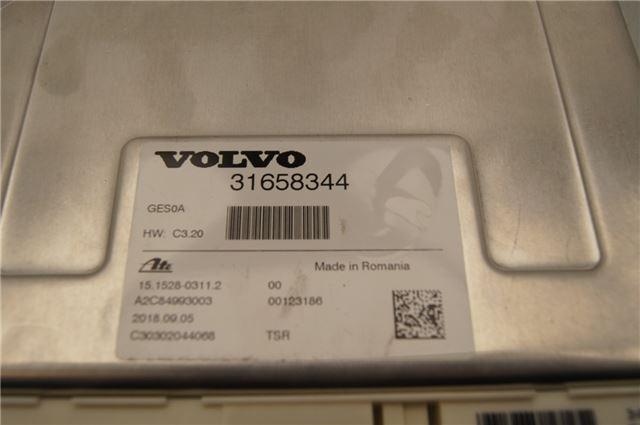 VOLVO
31658344
GES0A
HW: C3.20
Ate Made in Romania
15.1528-0311.2 00
A2C84993003 00123186
2018.09.05
C30302044068 TSR